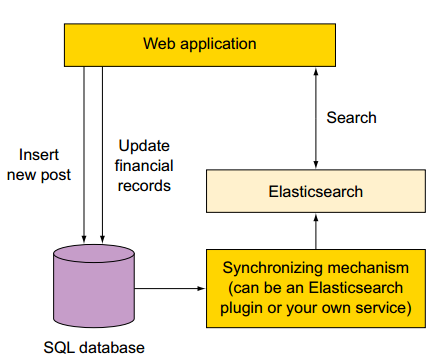 Web application
Search
Insert
new post
Update
financial
records
Elasticsearch
Synchronizing mechanism
(can be an Elasticsearch
plugin or your own service)
SQL database